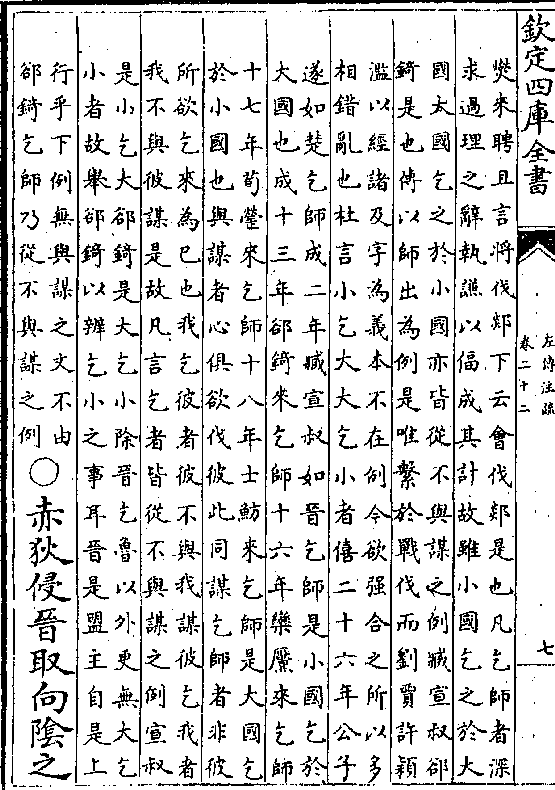 欽定四庫全書
左傳注疏
卷二十二
七
燮來聘且言將伐郯下云會伐郯是也凡乞師者深
求過理之辭執謙以偪成其計故雖小國乞之於大
國大國乞之於小國亦皆從不與謀之例臧宣叔郤
錡是也傳以師出為例是唯繫於戰伐而劉賈許穎
濫以經諸及字為義本不在例今欲强合之所以多
相錯亂也杜言小乞大大乞小者僖二十六年公子
遂如楚乞師成二年臧宣叔如晉乞師是小國乞於
大國也成十三年郤錡來乞師十六年欒黶來乞師
十七年荀罃來乞師十八年士魴來乞師是大國乞
於小國也與謀者心俱欲伐彼此同謀乞師者非彼
所欲乞來為巳也我乞彼者彼不與我謀彼乞我者
我不與彼謀是故凡言乞者皆從不與謀之例宣叔
是小乞大郤錡是大乞小除晉乞魯以外更無大乞
小者故舉郤錡以辨乞小之事耳晉是盟主自是上
行乎下例無與謀之文不由
郤錡乞師乃從不與謀之例
○赤狄侵晉取向陰之